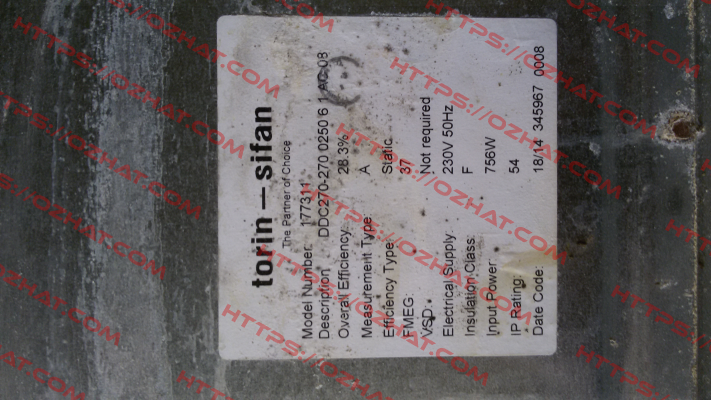 torin – sifan
The Partner of Choice
Model Number: 177311
Description DDC270-270 0250 6 1 AC 08
Overall Efficiency: 28.3%
Measurement Type A
Efficiency Type: Static
FMEG: 37
VSD: Not required
Electrical Supply: 230V 50Hz
Insulation Class: F
Input Power: 756W
IP Rating: 54
Date Code: 18/14 345967 0008
HTTPS://OZHAT.COM